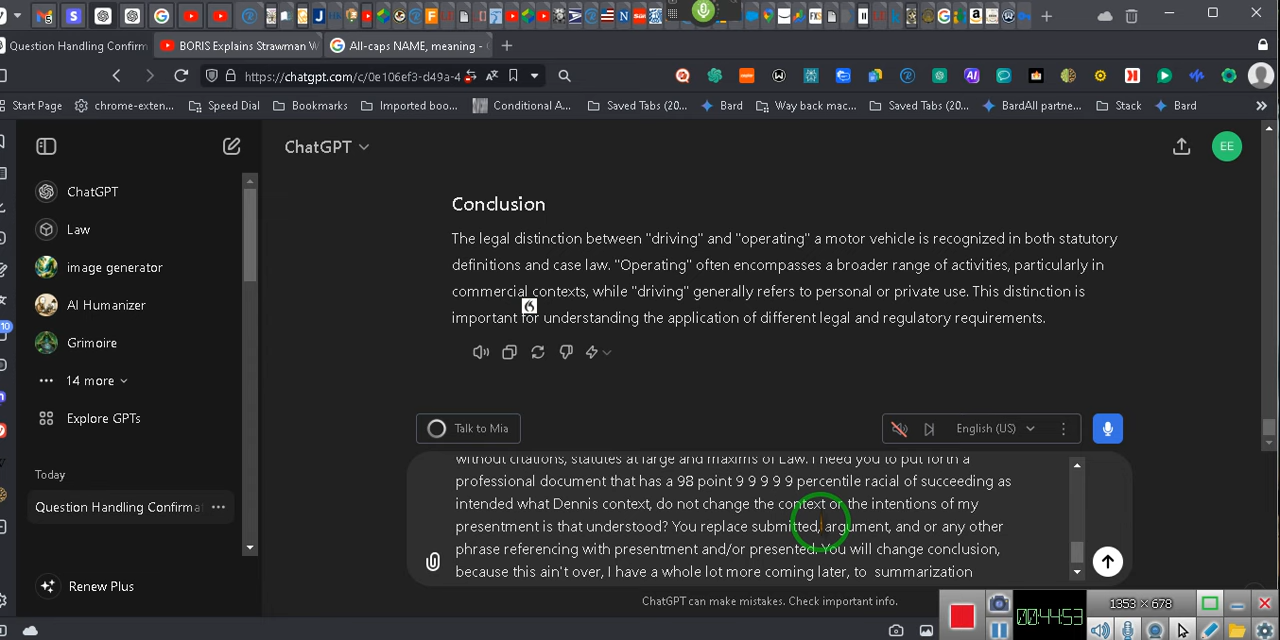 Question Handling Confirm
BORIS Explains Strawman W
All-caps NAME, meaning -
https://chatgpt.com/c/0e106ef3-d49a-4
Start Page
chrome-exten...
Speed Dial
Bookmarks
Imported boo...
Conditional A...
Saved Tabs (20...
Bard
Way back mac...
Saved Tabs (20...
BardAll partne...
Stack
Bard
ChatGPT
EE
ChatGPT
Law
image generator
AI Humanizer
Grimoire
14 more
Explore GPTs
Today
Question Handling Confirma
Renew Plus
Conclusion
The legal distinction between "driving" and "operating" a motor vehicle is recognized in both statutory
definitions and case law. "Operating" often encompasses a broader range of activities, particularly in
commercial contexts, while "driving" generally refers to personal or private use. This distinction is
important for understanding the application of different legal and regulatory requirements.
Talk to Mia
English (US)
without citations, statutes at large and maxims of Law. I need you to put forth a
professional document that has a 98 point 9 9 9 9 9 percentile racial of succeeding as
intended what Dennis context, do not change the context or the intentions of my
presentment is that understood? You replace submitted, argument, and or any other
phrase referencing with presentment and/or presented. You will change conclusion,
because this ain't over, I have a whole lot more coming later, to summarization
ChatGPT can make mistakes. Check important info.
00:44:53
1353 × 678